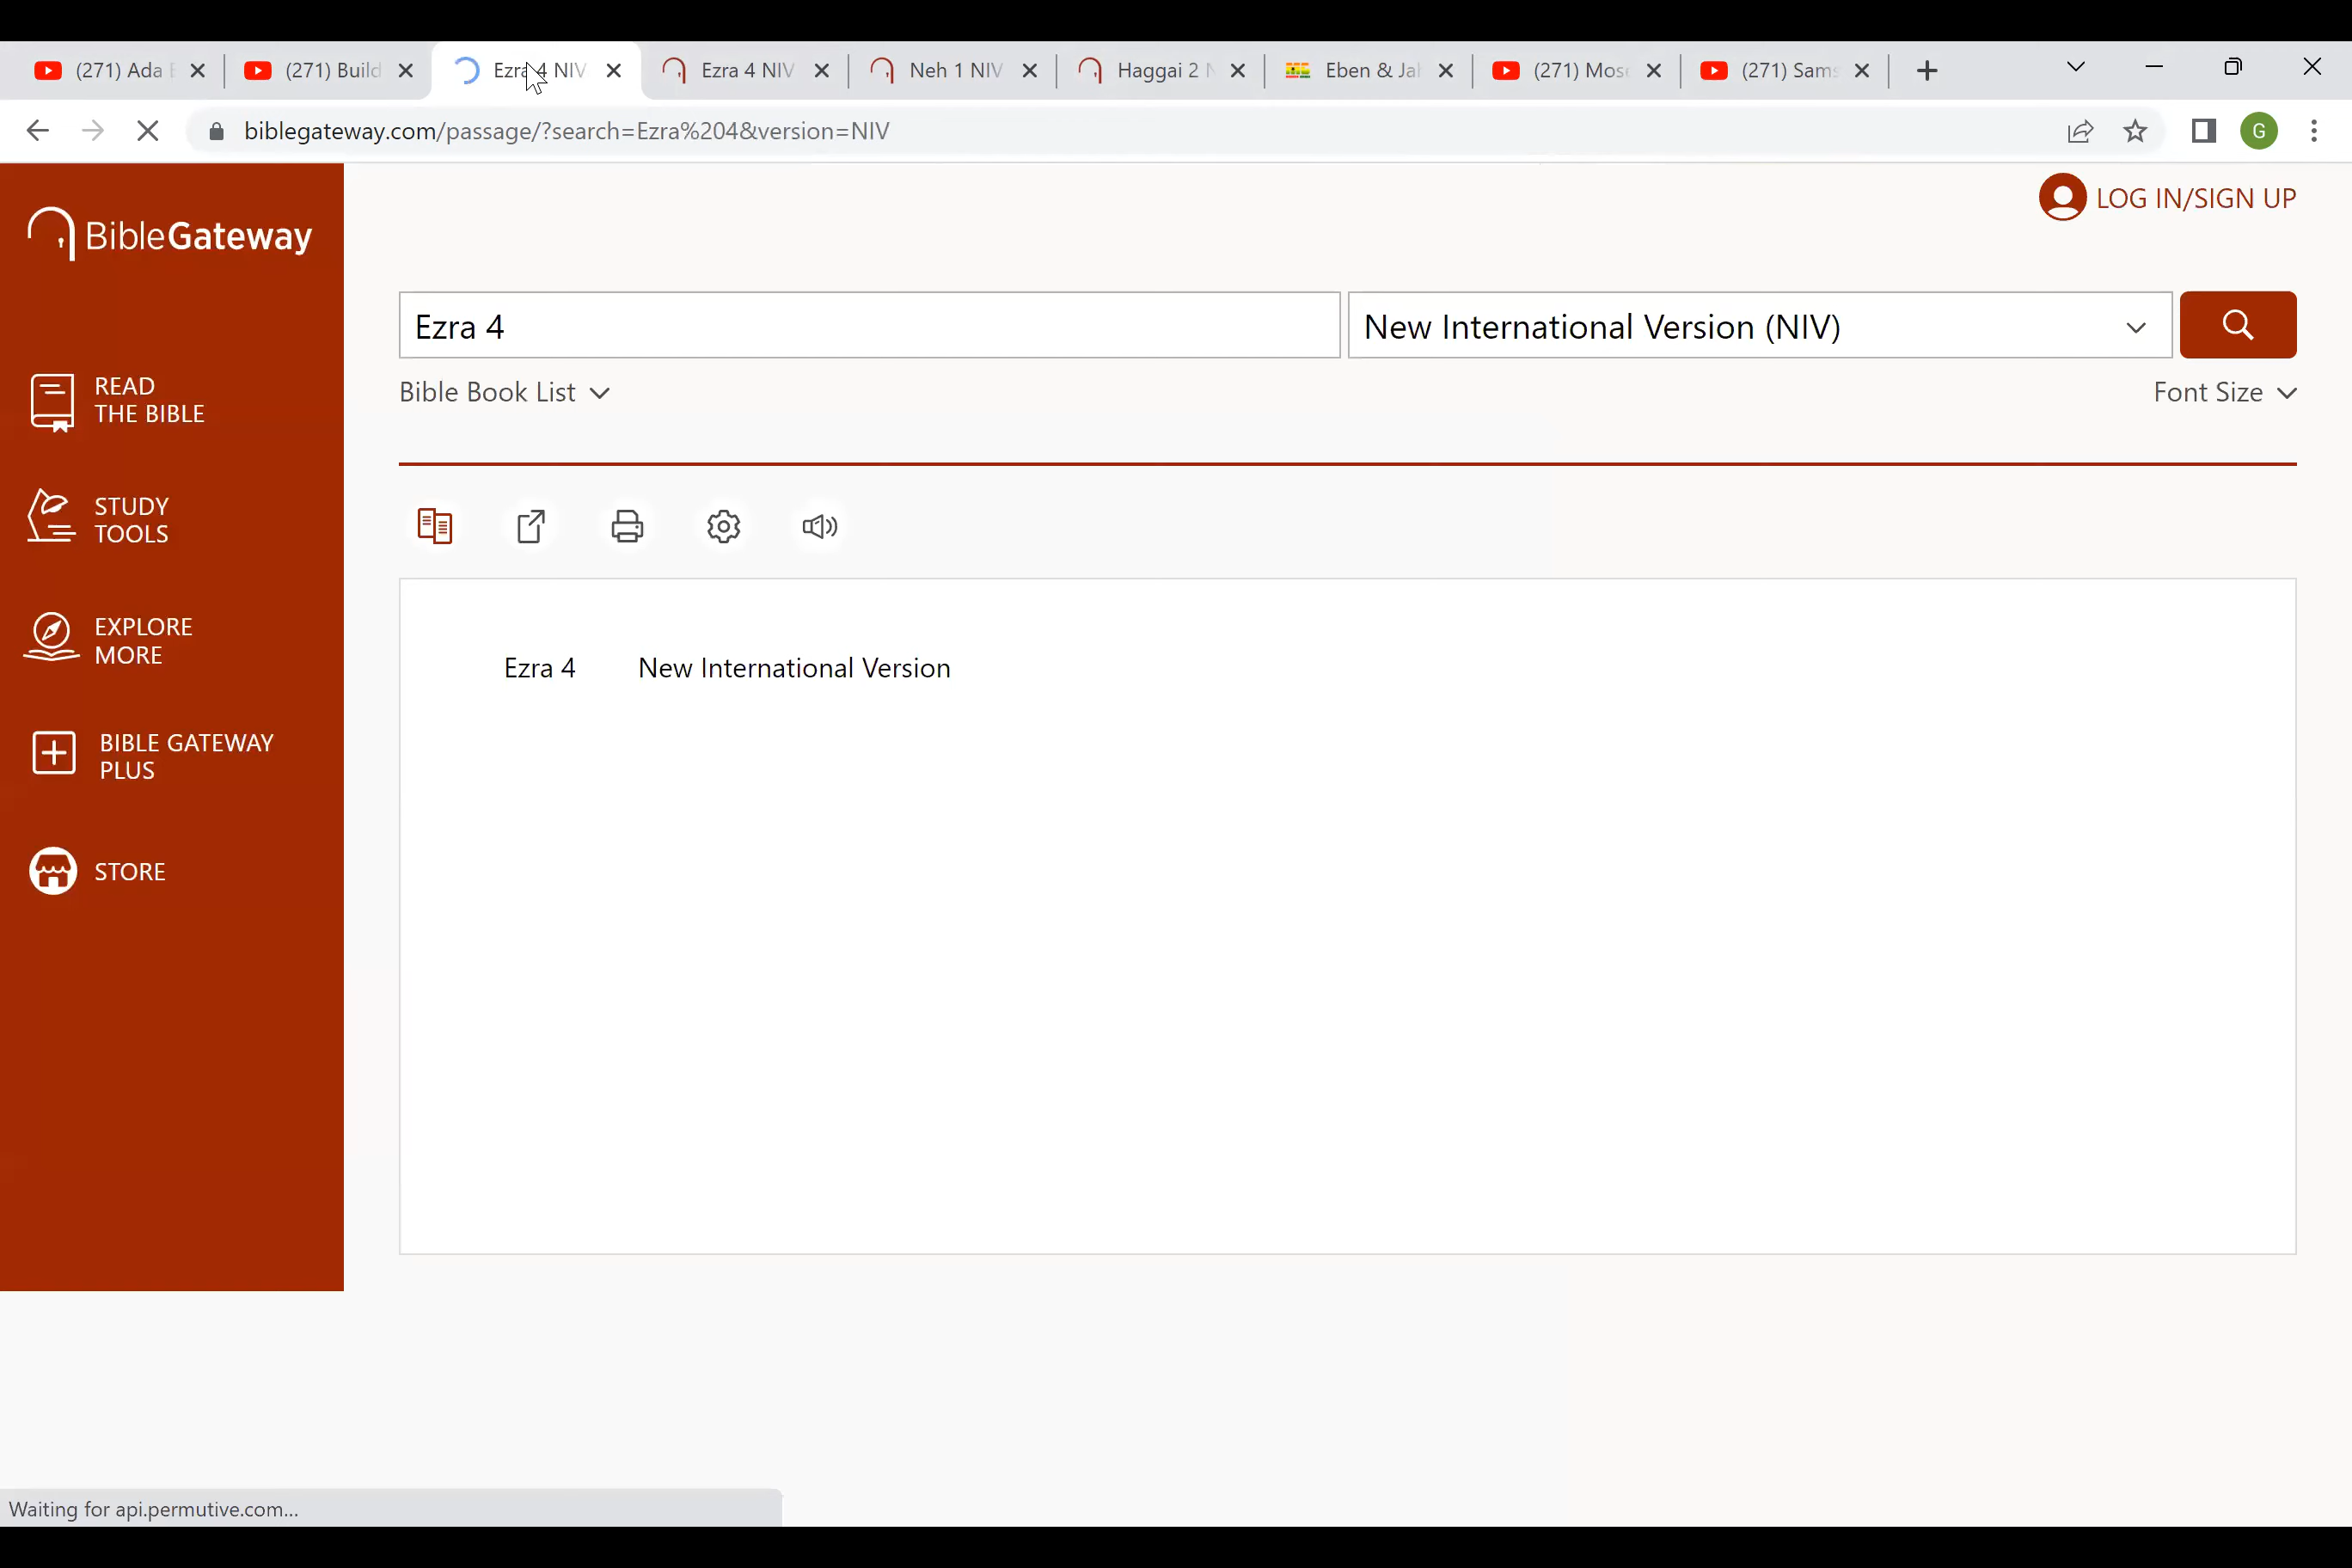 (271) Ada
(271) Build
Ezra 4 NIV
Ezra 4 NIV
Neh 1 NIV
Haggai 2
Eben & Jah
(271) Mose
(271) Sams
biblegateway.com/passage/?search=Ezra%204&version=NIV
G
BibleGateway
LOG IN/SIGN UP
Ezra 4
New International Version (NIV)
Bible Book List
Font Size
READ
THE BIBLE
STUDY
TOOLS
EXPLORE
MORE
BIBLE GATEWAY
PLUS
STORE
Ezra 4 New International Version
Waiting for api.permutive.com...